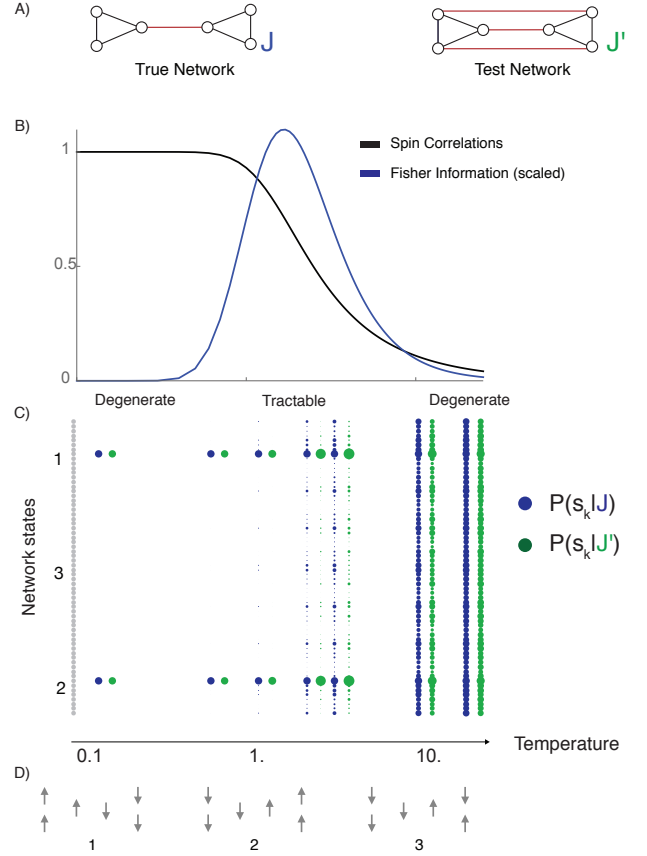 A)
J
J'
True Network
Test Network
B)
1
0.5
0
Spin Correlations
Fisher Information (scaled)
Degenerate
Tractable
Degenerate
C)
Network states
1
3
2
P(s_k|J)
P(s_k|J')
0.1
1.
10.
Temperature
D)
1
2
3